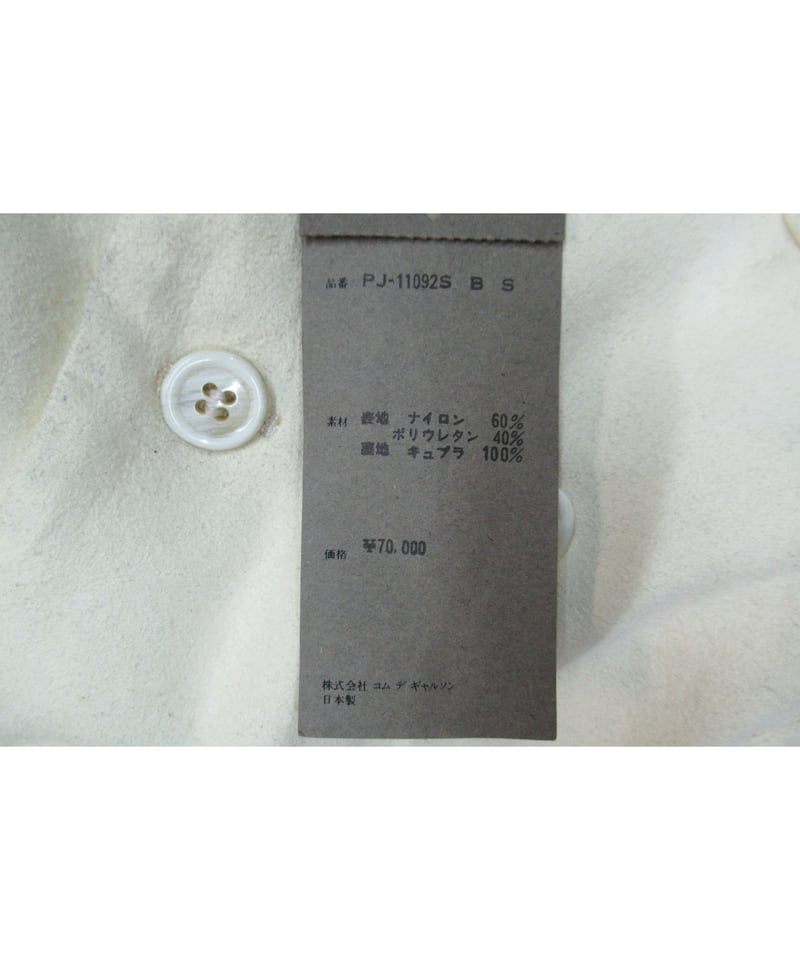 品番 PJ-11092S B S
素材 表地 ナイロン 60%
ポリウレタン 40%
裏地 キュプラ 100%
価格 ¥70,000
株式会社 コム デ ギャルソン
日本製